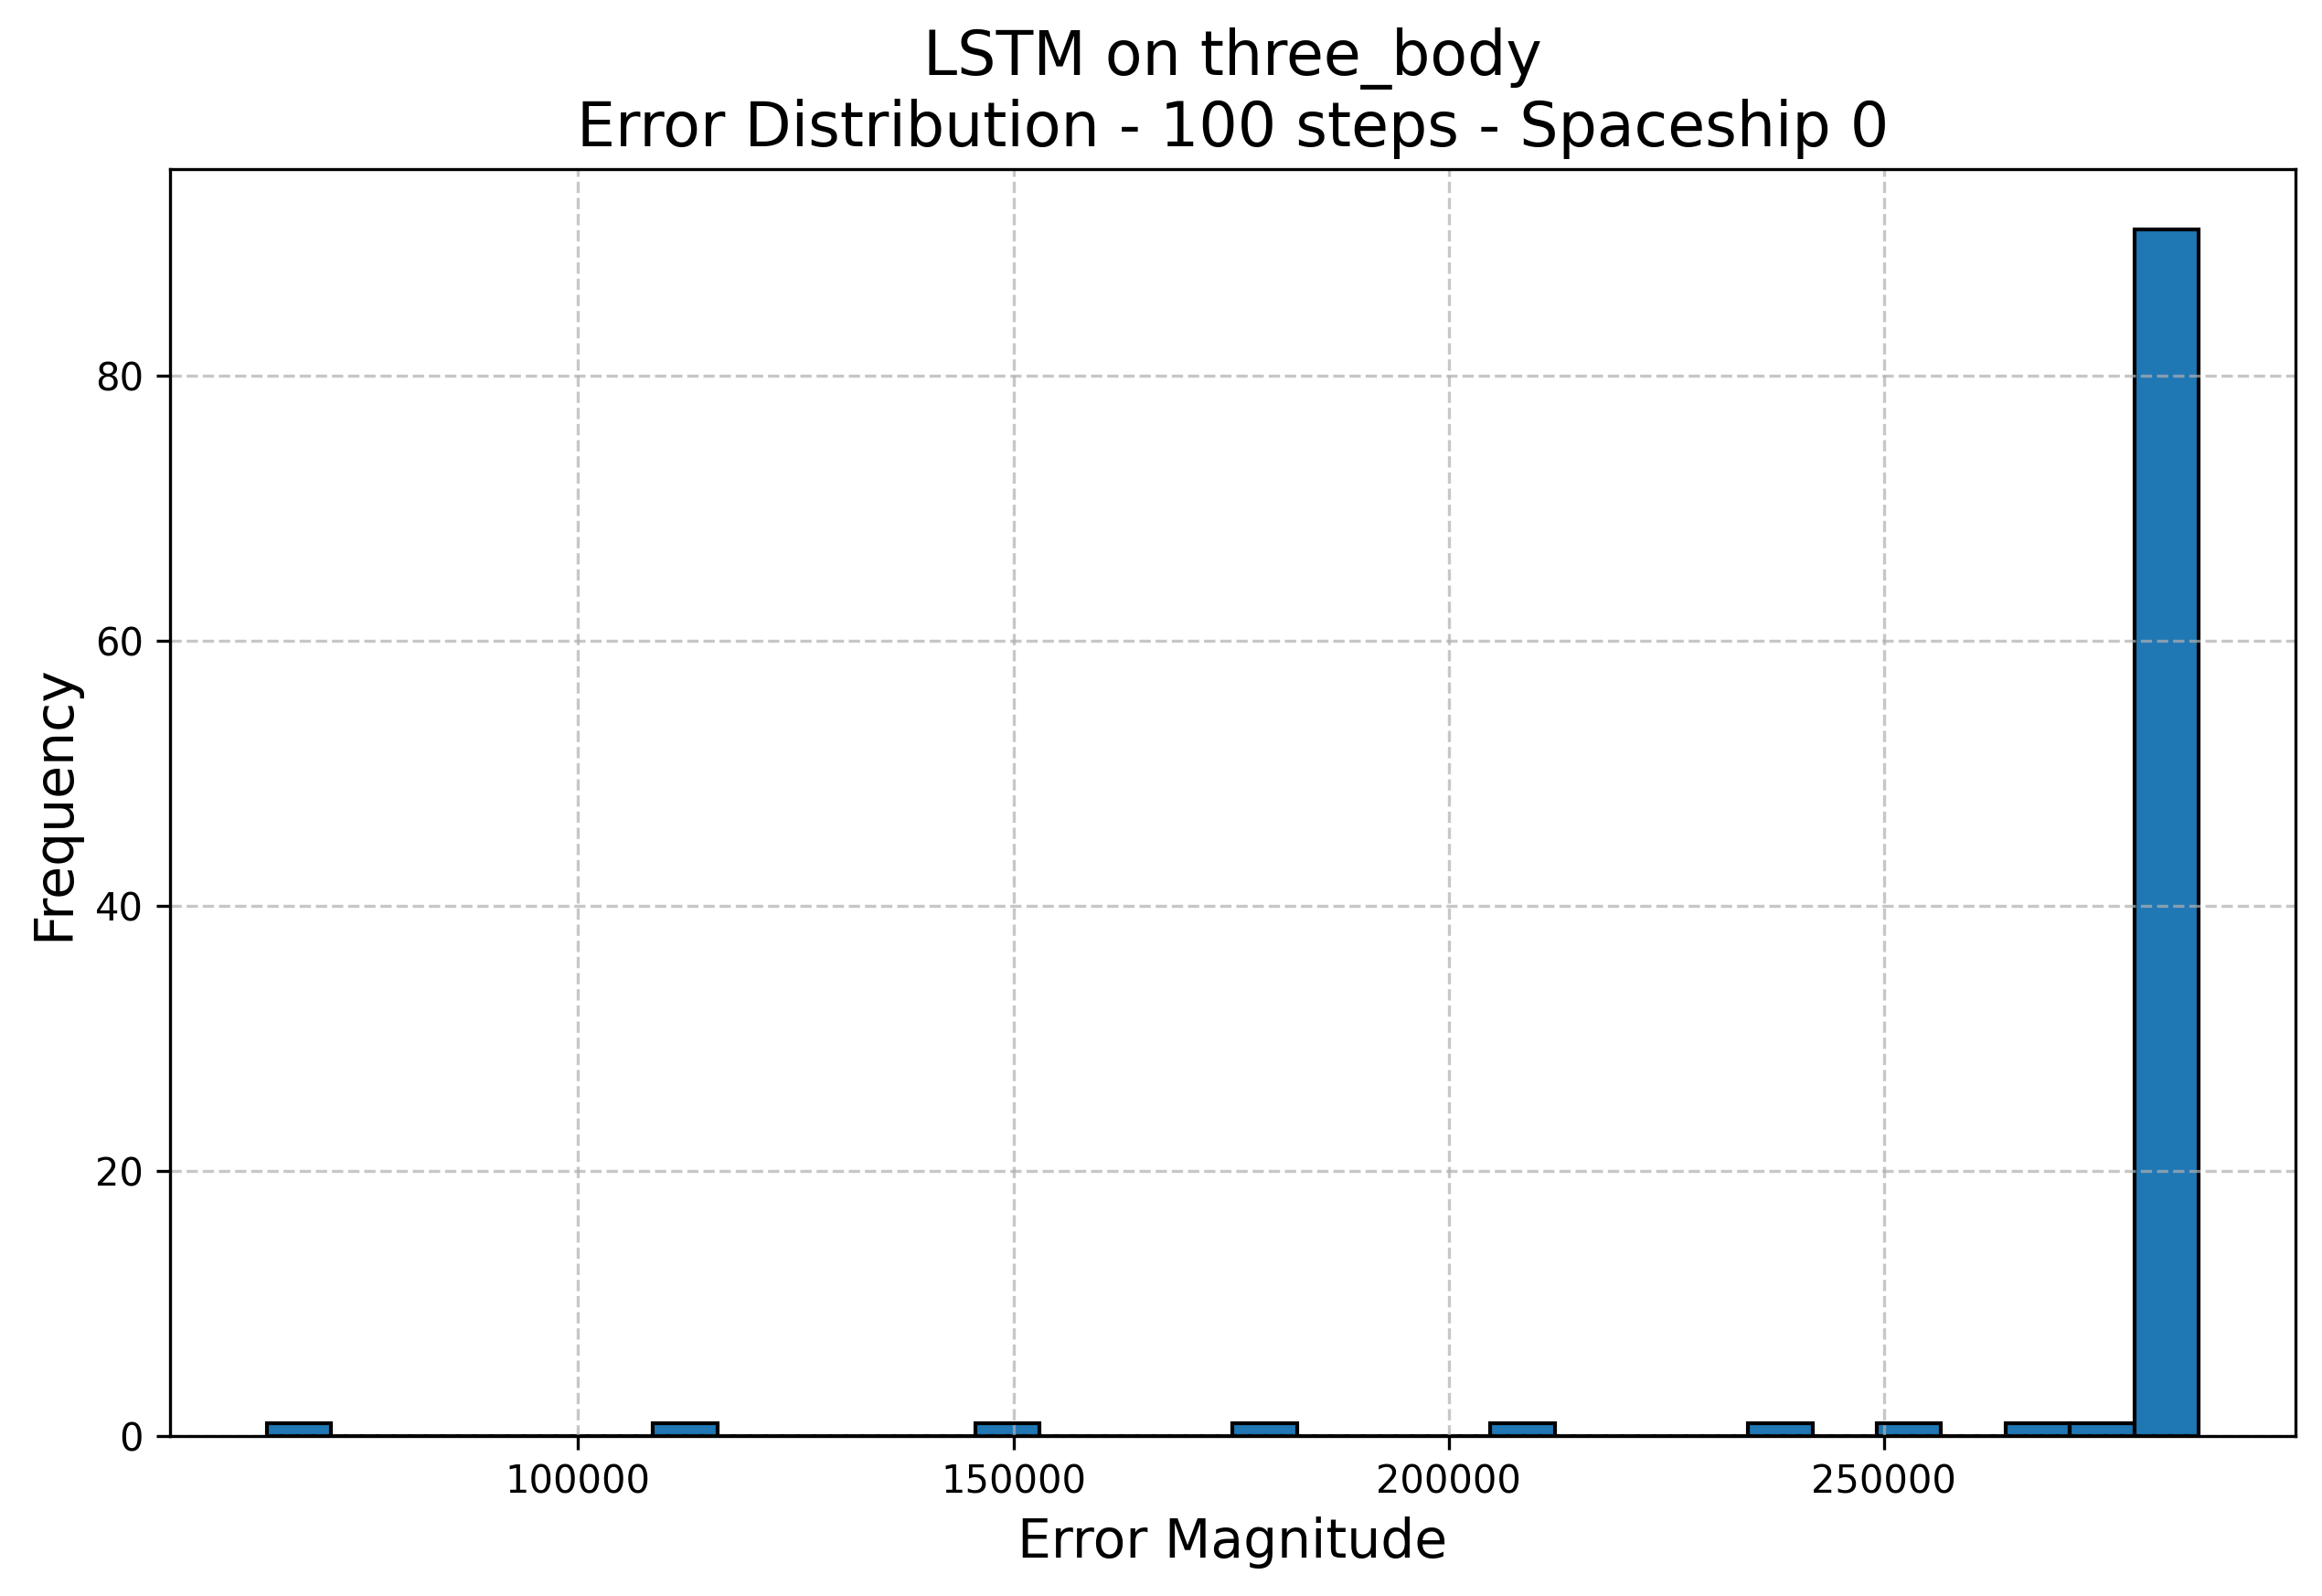 LSTM on three_body
Error Distribution - 100 steps - Spaceship 0
Frequency
80
60
40
20
0
100000 150000 200000 250000
Error Magnitude